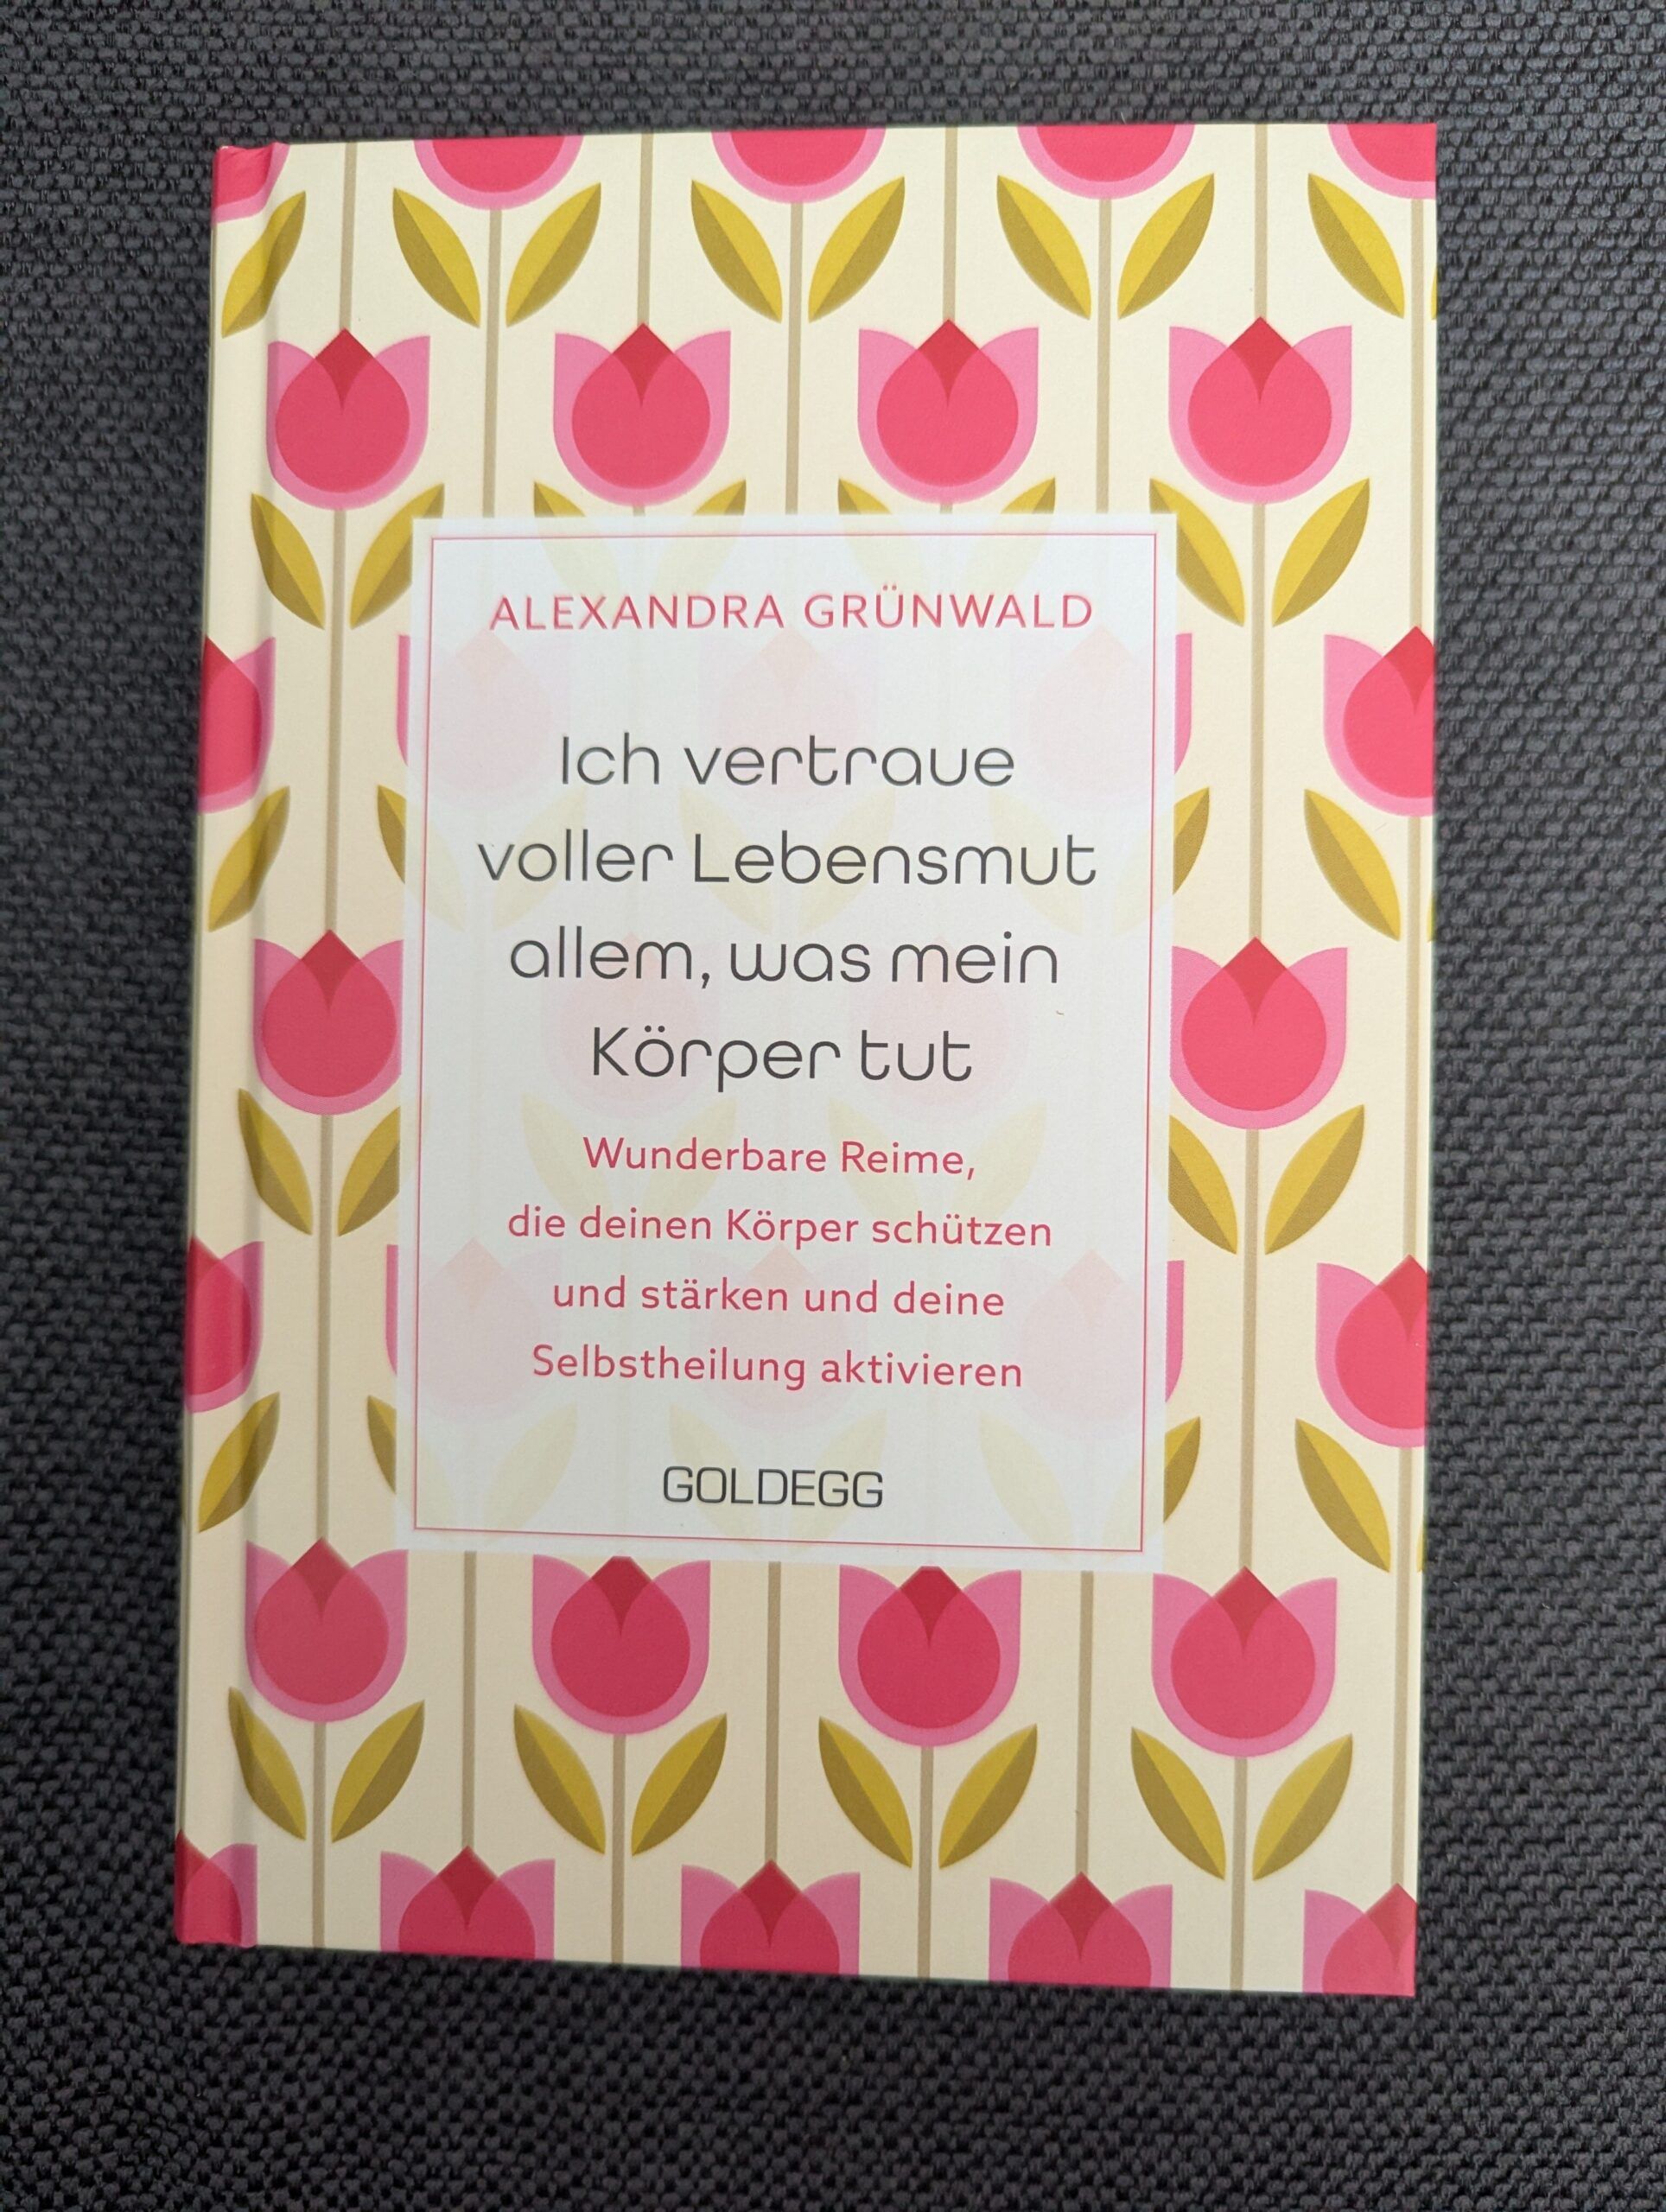 ALEXANDRA GRÜNWALD
Ich vertraue
voller Lebensmut
allem, was mein
Körper tut
Wunderbare Reime,
die deinen Körper schützen
und stärken und deine
Selbstheilung aktivieren
GOLDEGG